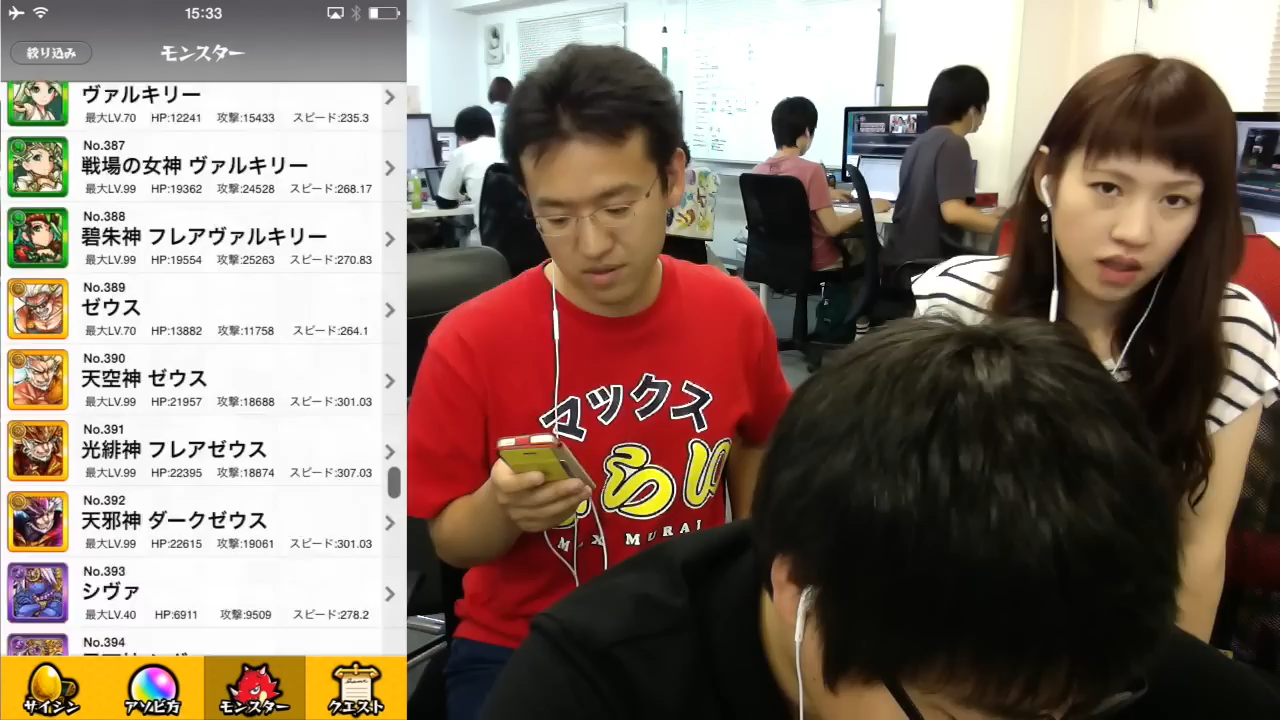 15:33
絞り込み
モンスター
ヴァルキリー
最大LV.70 HP:12241 攻撃:15433 スピード:235.3
No.387
戦場の女神 ヴァルキリー
最大LV.99 HP:19362 攻撃:24528 スピード:268.17
No.388
碧朱神 フレアヴァルキリー
最大LV.99 HP:19554 攻撃:25263 スピード:270.83
No.389
ゼウス
最大LV.70 HP:13882 攻撃:11758 スピード:264.1
No.390
天空神 ゼウス
最大LV.99 HP:21957 攻撃:18688 スピード:301.03
No.391
光緋神 フレアゼウス
最大LV.99 HP:22395 攻撃:18874 スピード:307.03
No.392
天邪神 ダークゼウス
最大LV.99 HP:22615 攻撃:19061 スピード:301.03
No.393
シヴァ
最大LV.40 HP:6911 攻撃:9509 スピード:278.2
No.394
サイシン
アソビ方
モンスター
クエスト
マックス
むらい
MAX MURAI